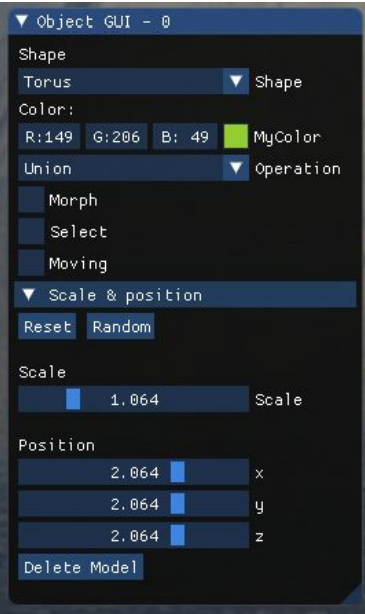 Object GUI - 0
Shape
Torus Shape
Color:
R:149 G:206 B: 49 MyColor
Union Operation
Morph
Select
Moving
Scale & position
Reset Random
Scale
1.064 Scale
Position
2.064 x
2.064 y
2.064 z
Delete Model